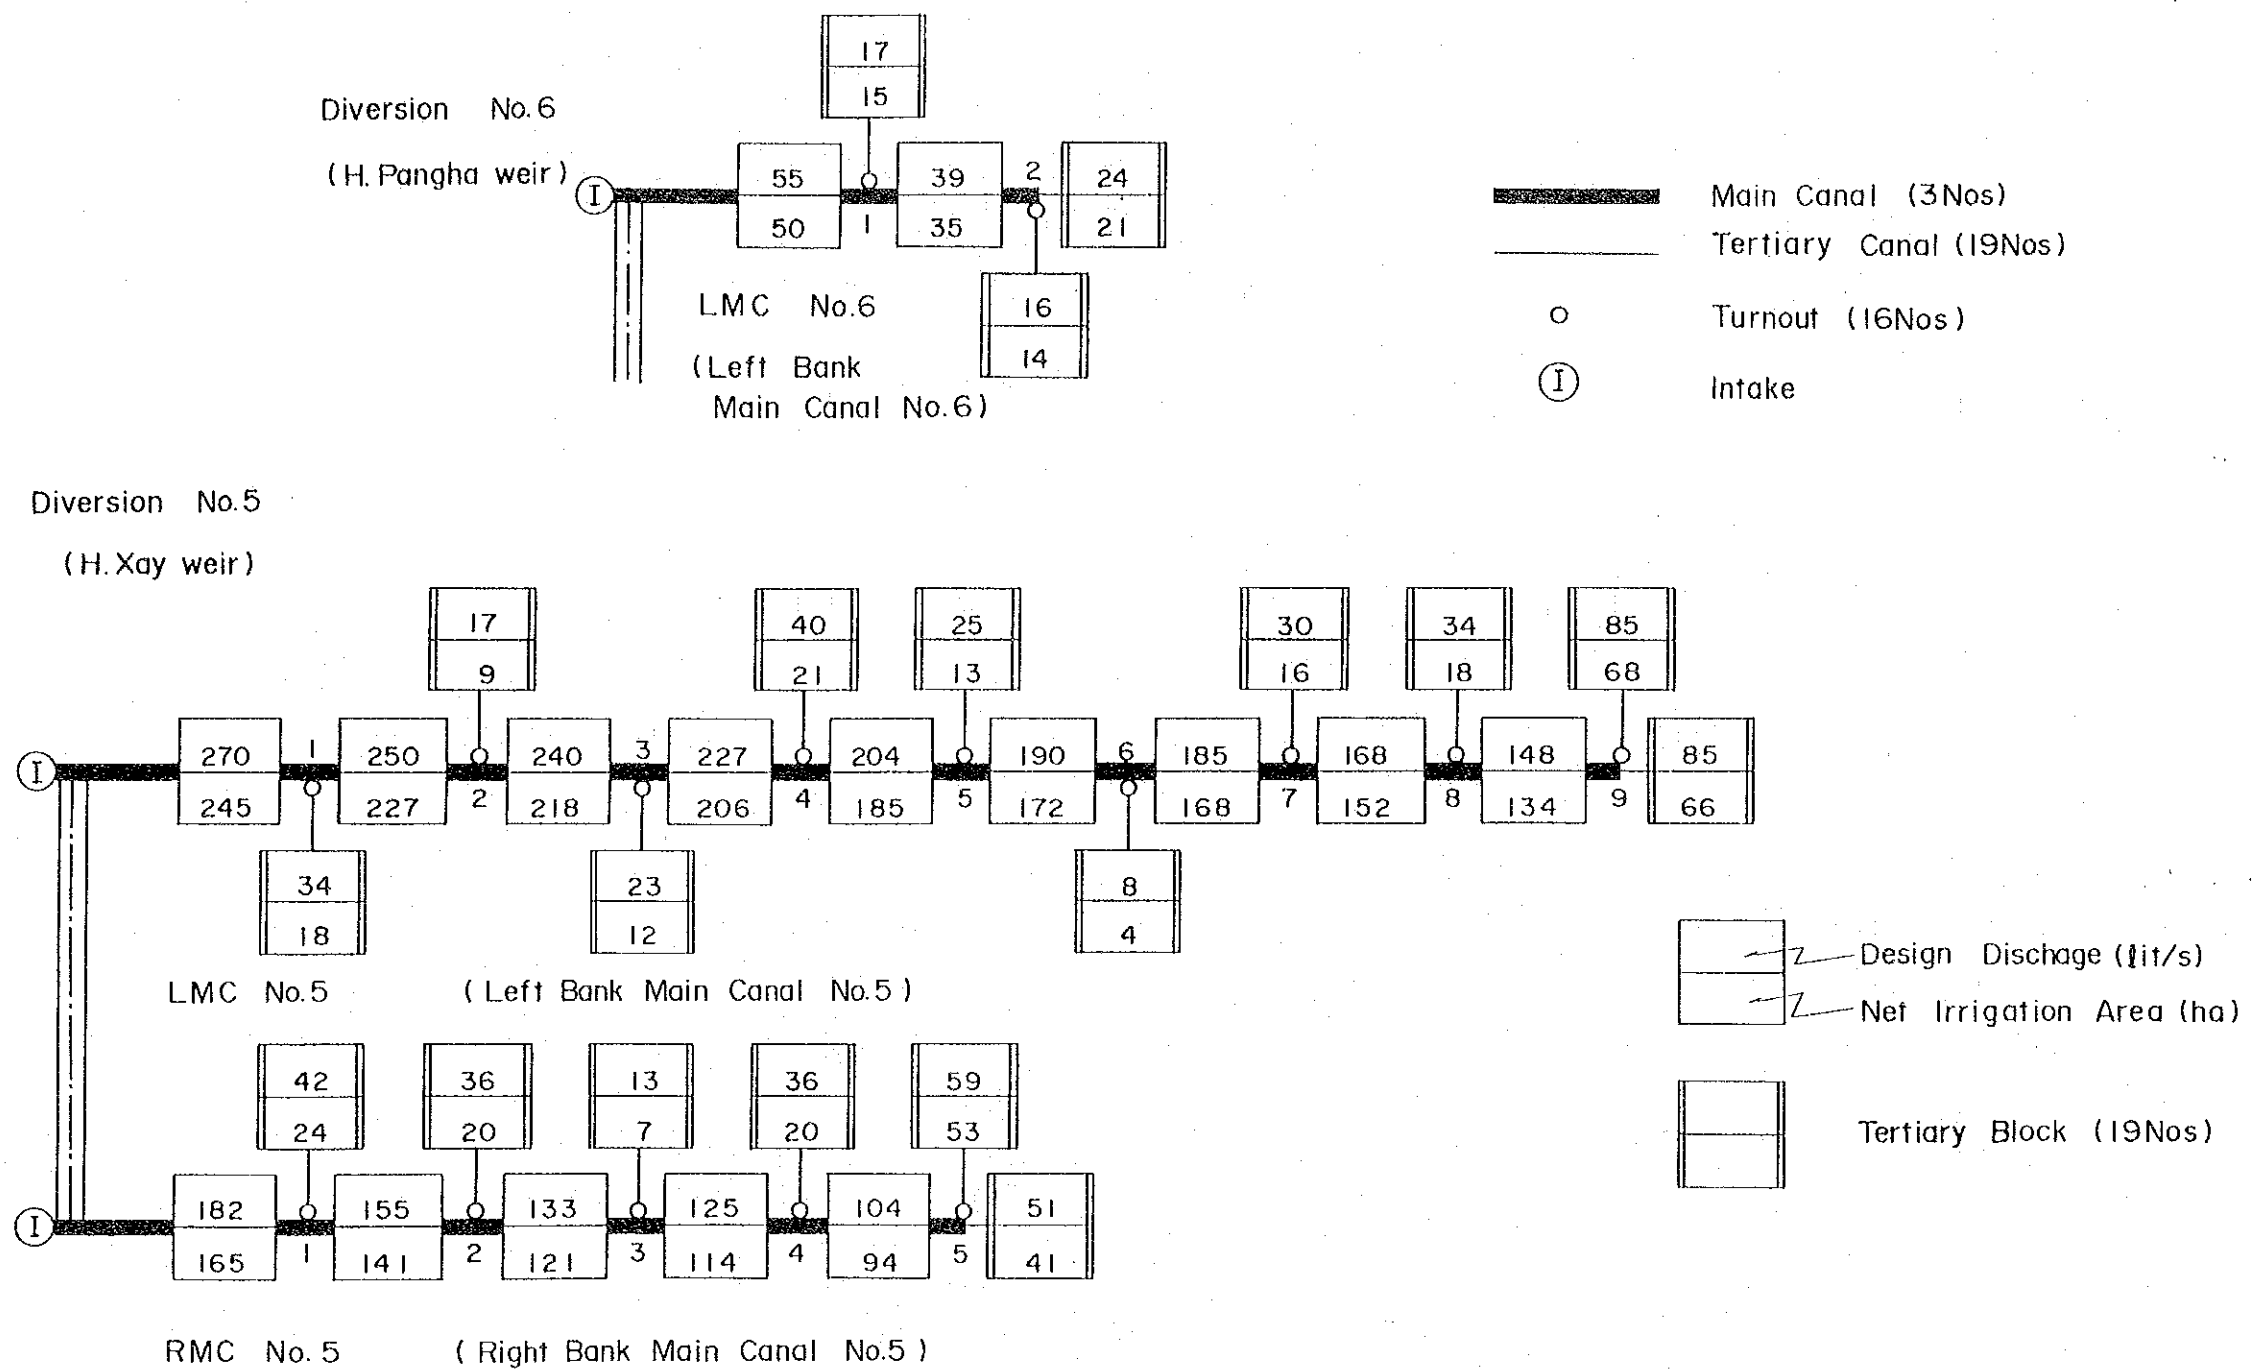 17
15
Diversion No.6
(H. Pangha weir)
I
55
50
1
39
35
2
24
21
16
14
LMC No.6
(Left Bank
Main Canal No.6)
Main Canal (3Nos)
Tertiary Canal (19Nos)
Turnout (16Nos)
I Intake
Diversion No.5
(H. Xay weir)
17 40 25 30 34 85
9 21 13 16 18 68
I 270 1 250 240 3 227 204 190 6 185 168 148 85
245 227 2 218 206 4 185 5 172 168 7 152 8 134 9 66
34 23 8
18 12 4
LMC No.5 (Left Bank Main Canal No.5)
Design Dischage (lit/s)
Net Irrigation Area (ha)
Tertiary Block (19Nos)
42 36 13 36 59
24 20 7 20 53
I 182 155 133 125 104 51
165 1 141 2 121 3 114 4 94 5 41
RMC No.5 (Right Bank Main Canal No.5)